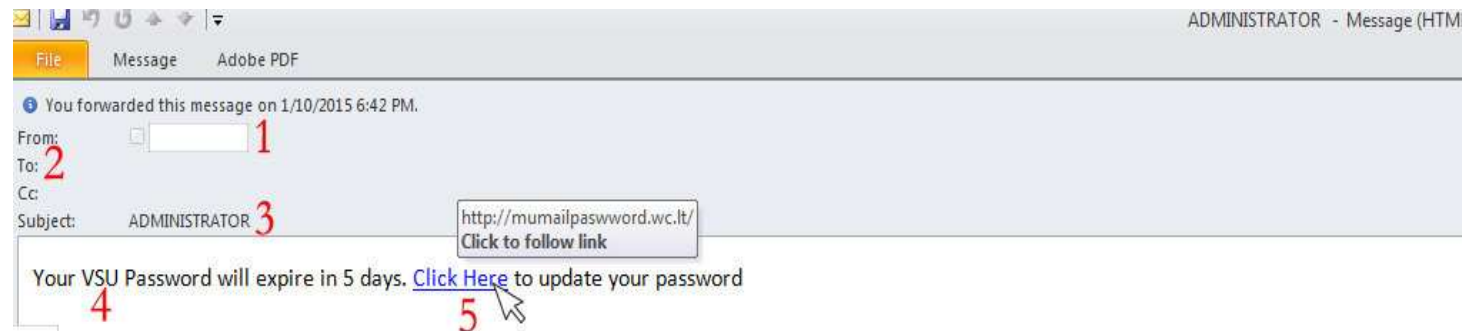 ADMINISTRATOR - Message (HTM
File Message Adobe PDF
You forwarded this message on 1/10/2015 6:42 PM.
From: 1
To: 2
Cc:
Subject: ADMINISTRATOR 3
http://mumailpaswword.wc.lt/
Click to follow link
Your VSU Password will expire in 5 days. Click Here to update your password
4
5